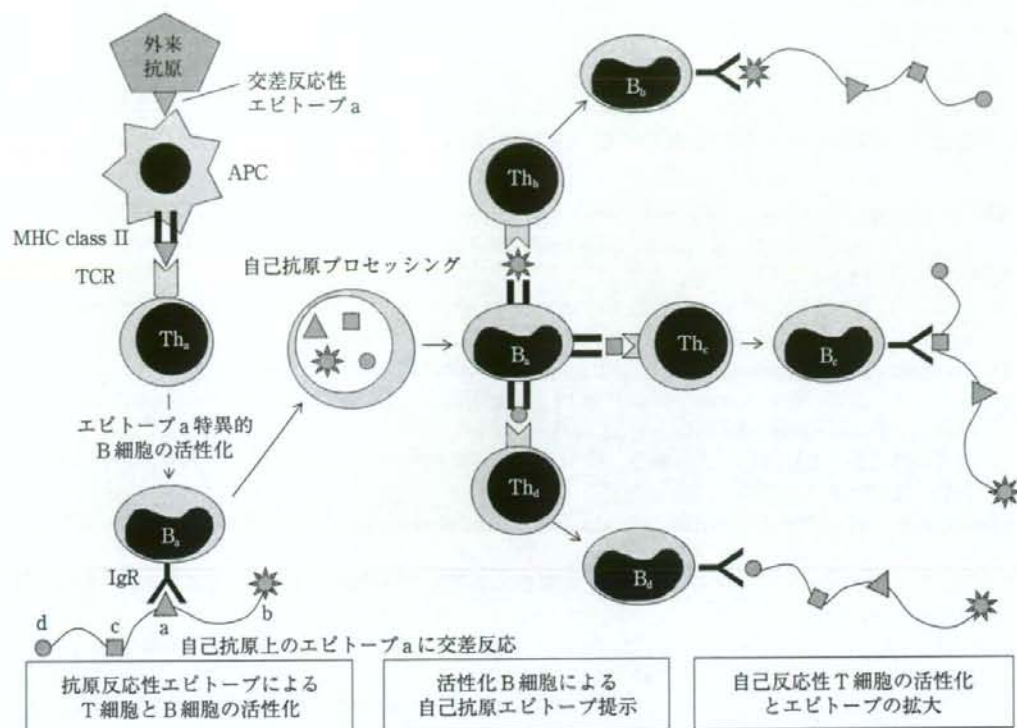 外来
抗原
交差反応性
エピトープa
APC
MHC class II
TCR
Tha
エピトープa特異的
B細胞の活性化
Ba
IgR
d
c
a
b
自己抗原上のエピトープaに交差反応
自己抗原プロセッシング
Bb
Thb
Ba
Thc
Bc
Thd
Bd
抗原反応性エピトープによる
T細胞とB細胞の活性化
活性化B細胞による
自己抗原エピトープ提示
自己反応性T細胞の活性化
とエピトープの拡大